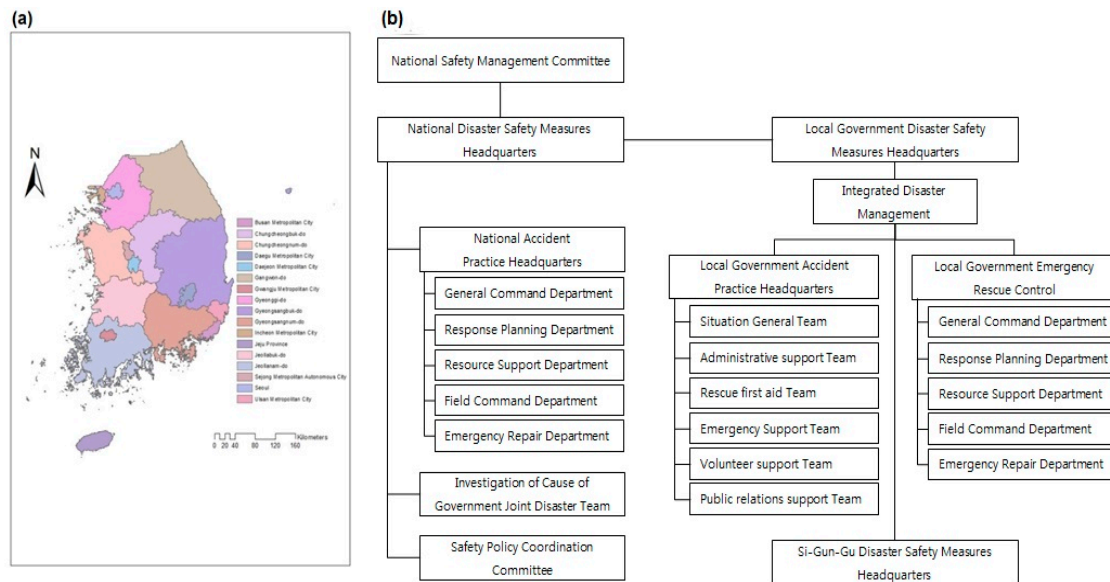 (a)
N
Busan Metropolitan City
Chungcheongbuk-do
Chungcheongnum-do
Daegu Metropolitan City
Daejeon Metropolitan City
Gangwen-do
Gwangju Metropolitan City
Gyeonggi-do
Gyeongsangbuk-do
Gyeongsangnum-do
Incheon Metropolitan City
Jeju Province
Jeollabuk-do
Jeollanam-do
Sejong Metropolitan Autonomous City
Seoul
Ulsan Metropolitan City
Kilometers
0 20 40 80 120 160
(b)
National Safety Management Committee
National Disaster Safety Measures
Headquarters
Local Government Disaster Safety
Measures Headquarters
Integrated Disaster
Management
National Accident
Practice Headquarters
General Command Department
Response Planning Department
Resource Support Department
Field Command Department
Emergency Repair Department
Investigation of Cause of
Government Joint Disaster Team
Safety Policy Coordination
Committee
Local Government Accident
Practice Headquarters
Situation General Team
Administrative support Team
Rescue first aid Team
Emergency Support Team
Volunteer support Team
Public relations support Team
Local Government Emergency
Rescue Control
General Command Department
Response Planning Department
Resource Support Department
Field Command Department
Emergency Repair Department
Si-Gun-Gu Disaster Safety Measures
Headquarters